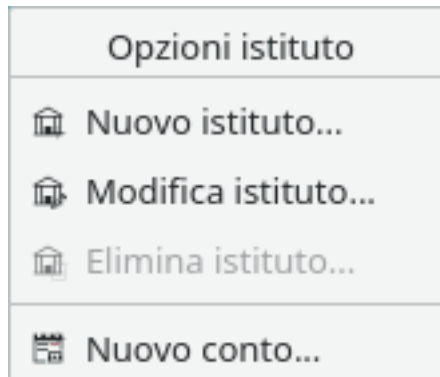 Opzioni istituto
Nuovo istituto...
Modifica istituto...
Elimina istituto...
Nuovo conto...